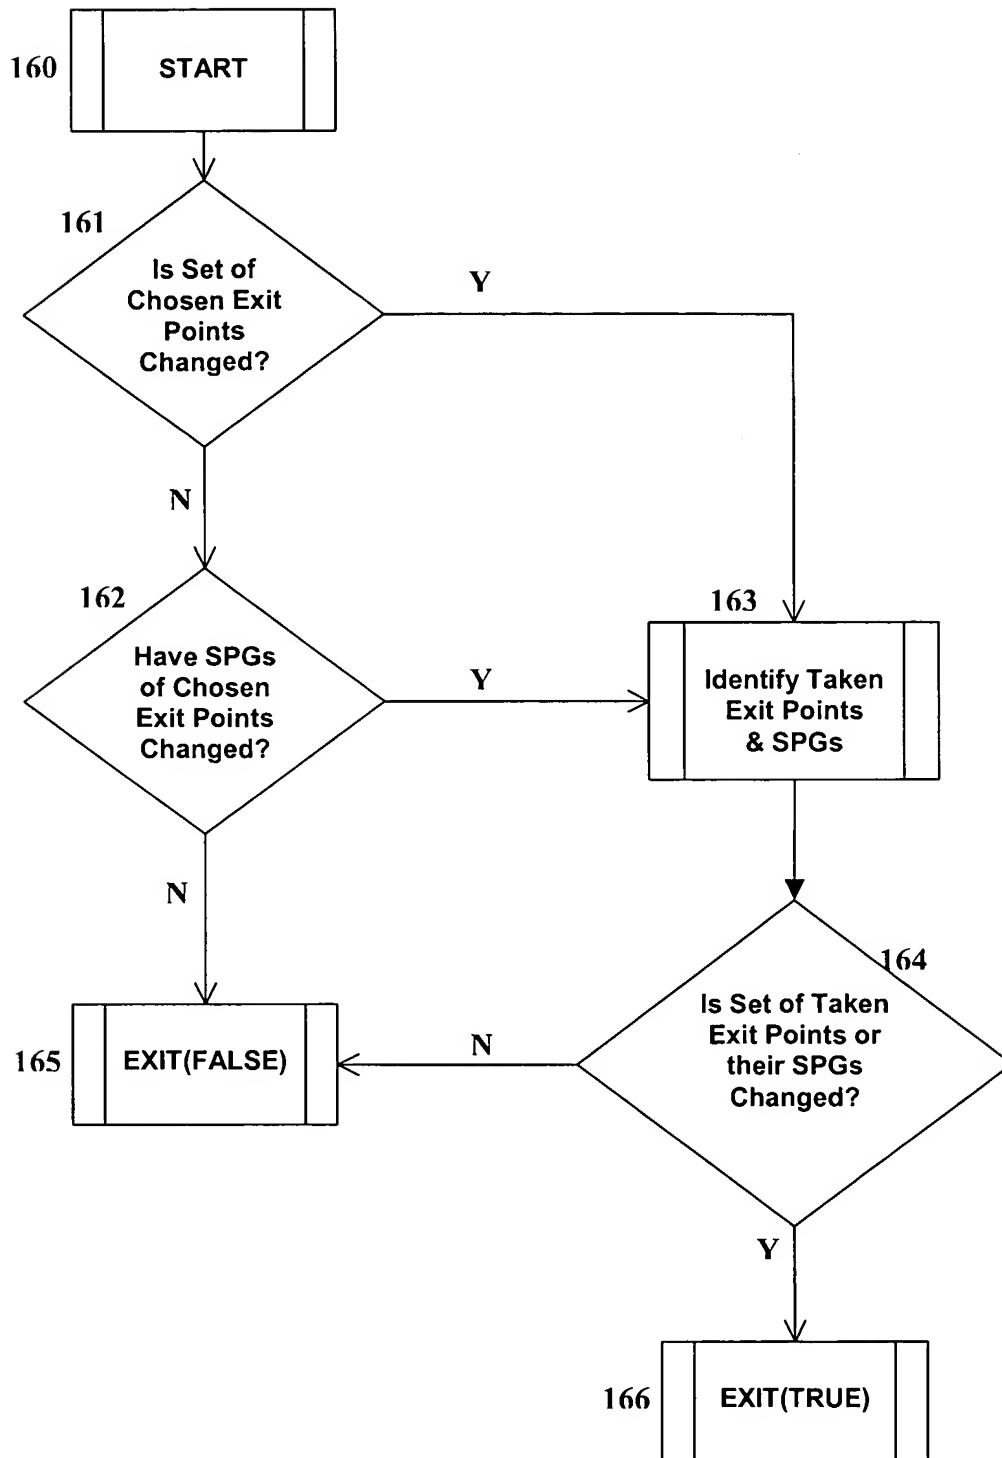 160
START
161
Is Set of
Chosen Exit
Points
Changed?
Y
N
162
Have SPGs
of Chosen
Exit Points
Changed?
Y
163
Identify Taken
Exit Points
& SPGs
N
164
Is Set of Taken
Exit Points or
their SPGs
Changed?
N
165
EXIT(FALSE)
Y
166
EXIT(TRUE)